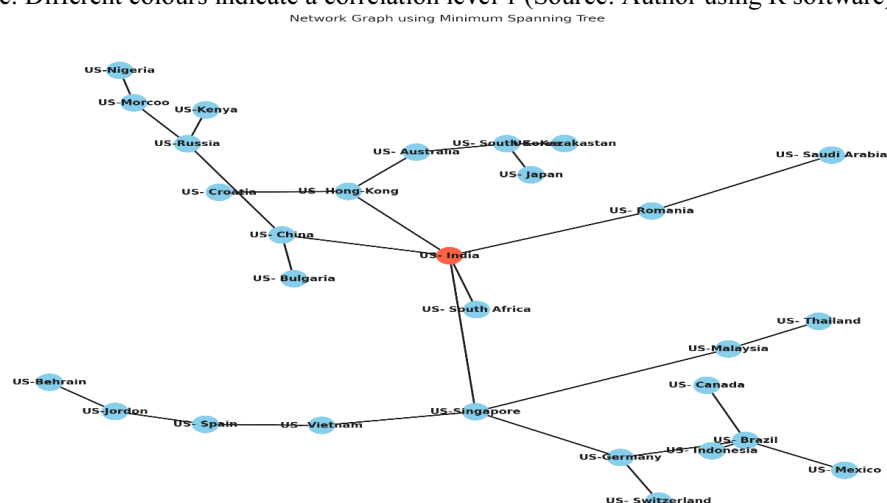 e: Different colours indicate a correlation level 1 (Source: Author using R software)
Network Graph using Minimum Spanning Tree
US-Nigeria
US-Morcoo
US-Kenya
US-Russia
US- Australia
US- South
Kazakastan
US- Japan
US- Saudi Arabia
US- Croatia
US- Hong-Kong
US- Romania
US- China
US- India
US- Bulgaria
US- South Africa
US- Thailand
US-Malaysia
US-Behrain
US- Canada
US-Jordon
US-Singapore
US- Spain
US- Vietnam
US- Brazil
US- Indonesia
US-Germany
US- Mexico
US- Switzerland